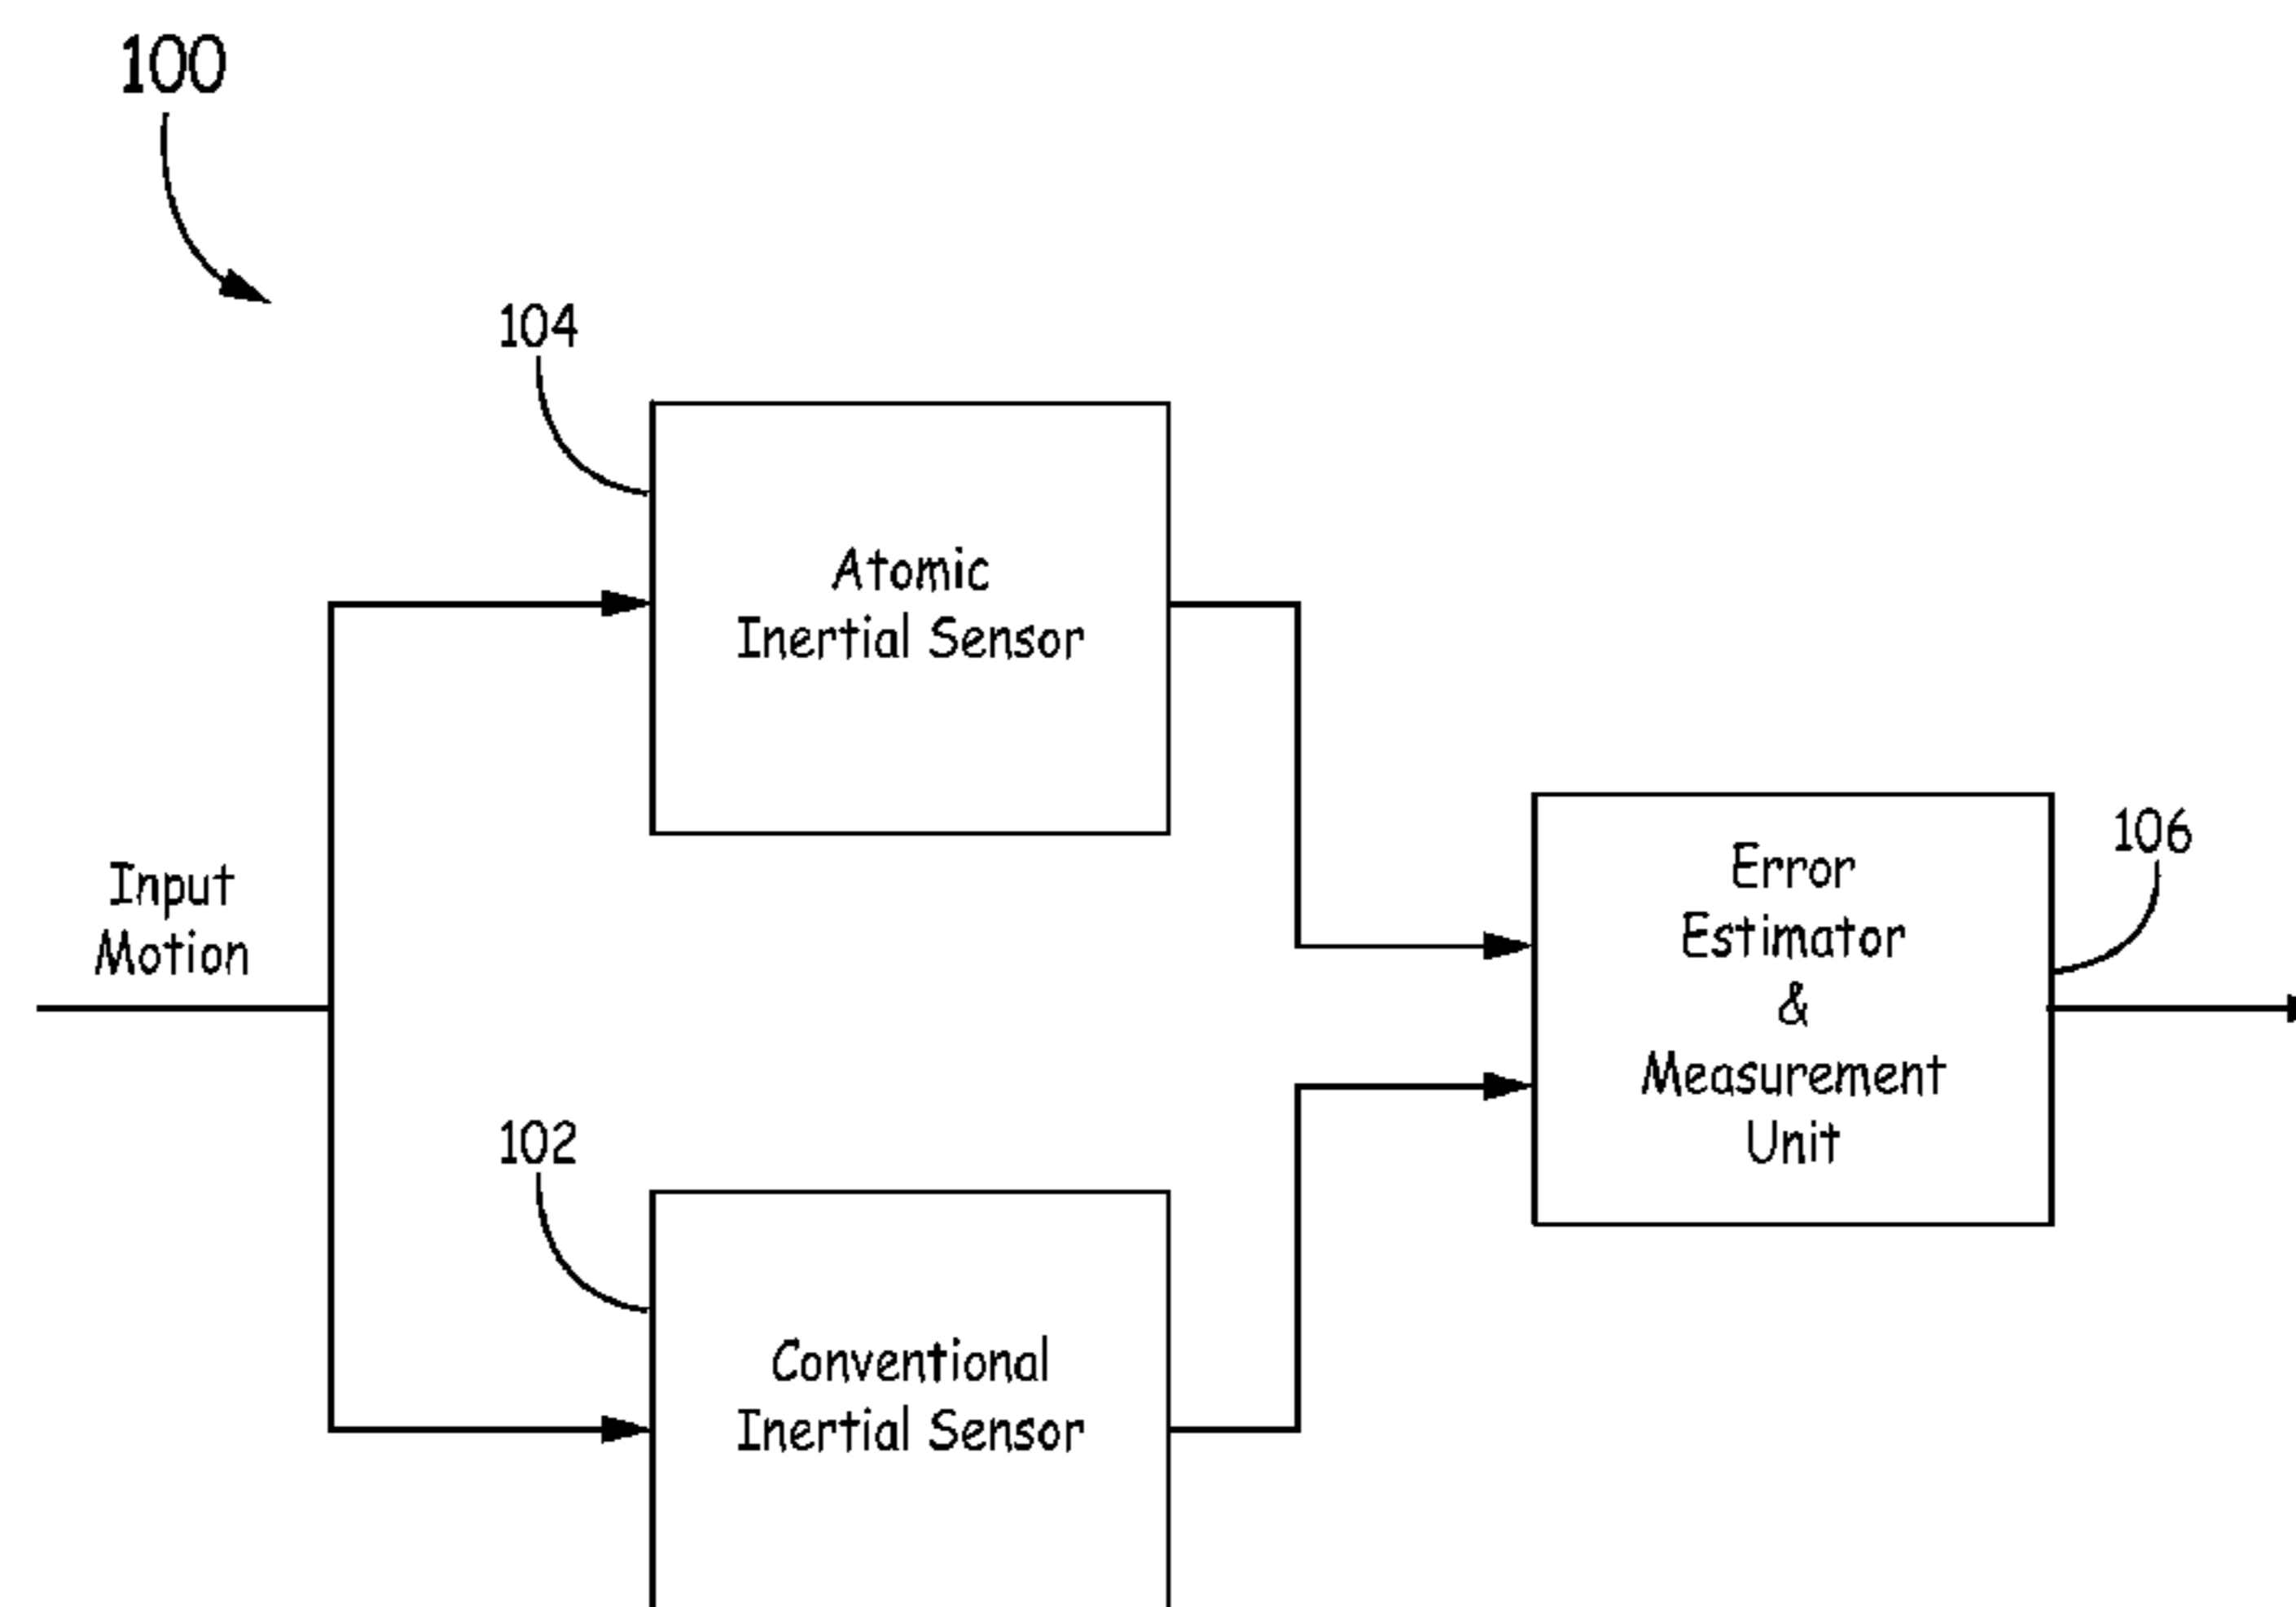 100
104
Atomic
Inertial Sensor
Input
Motion
106
Error
Estimator
&
Measurement
Unit
102
Conventional
Inertial Sensor